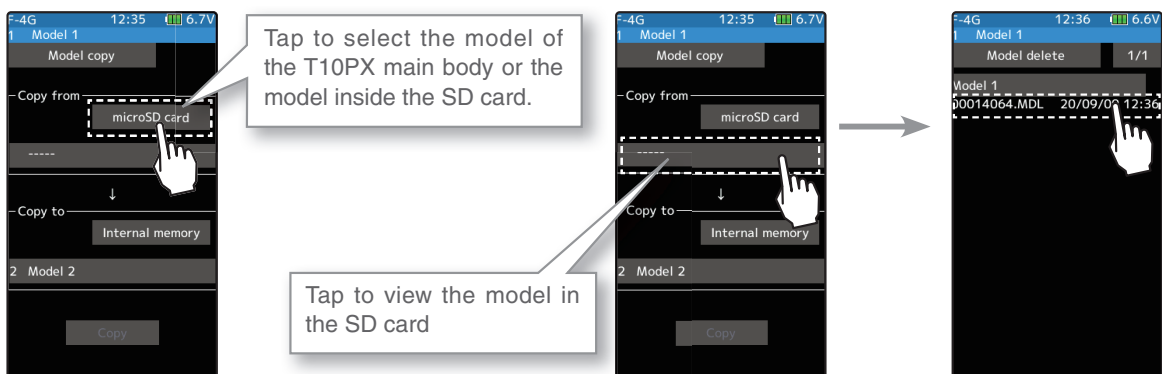 F-4G 12:35 6.7V
1 Model 1
Model copy
Copy from
microSD card
-----
↓
Copy to
Internal memory
2 Model 2
Copy
Tap to select the model of
the T10PX main body or the
model inside the SD card.
F-4G 12:35 6.7V
1 Model 1
Model copy
Copy from
microSD card
-----
↓
Copy to
Internal memory
2 Model 2
Copy
Tap to view the model in
the SD card
F-4G 12:36 6.6V
1 Model 1
Model delete 1/1
Model 1
00014064.MDL 20/09/09 12:36